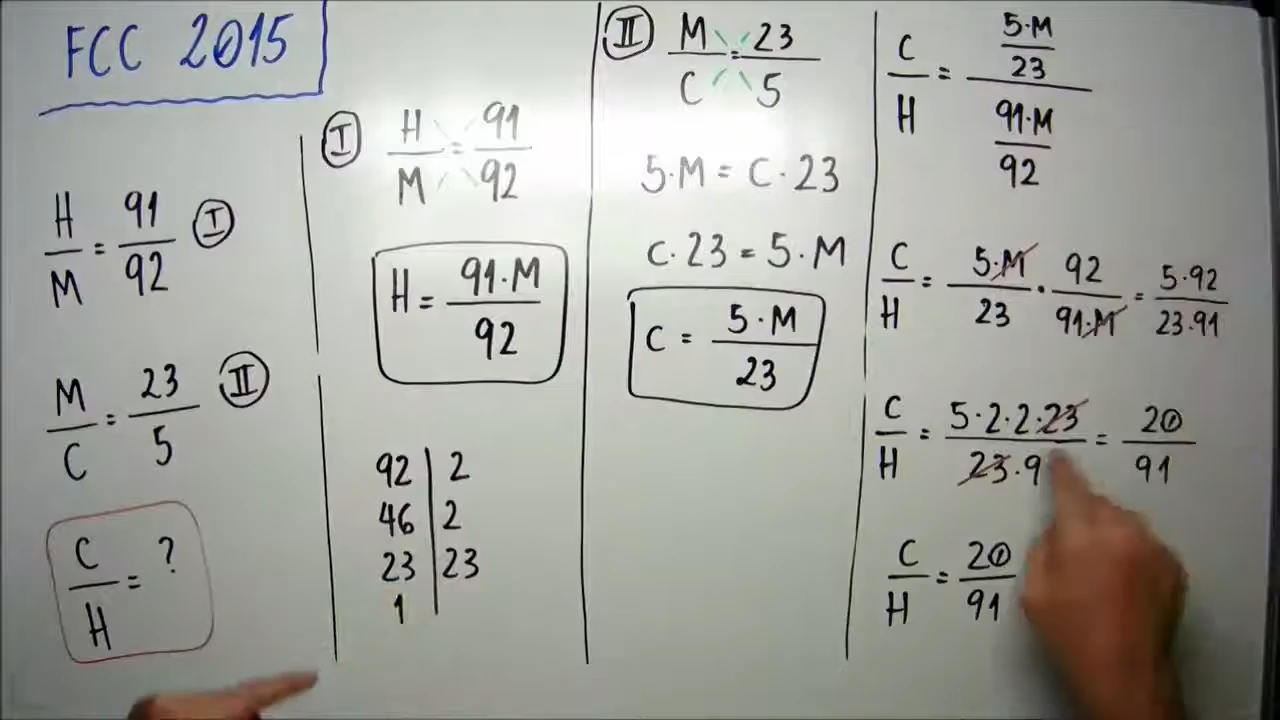 FCC 2015
H/M = 91/92 I
M/C = 23/5 II
C/H = ?
I H/M = 91/92
H = 91·M/92
92 | 2
46 | 2
23 | 23
1 |
II M/C = 23/5
5·M = C·23
C·23 = 5·M
C = 5·M/23
C/H = (5·M/23)/(91·M/92)
C/H = 5·M/23 · 92/91·M = 5·92/23·91
C/H = 5·2·2·23/23·9 = 20/91
C/H = 20/91